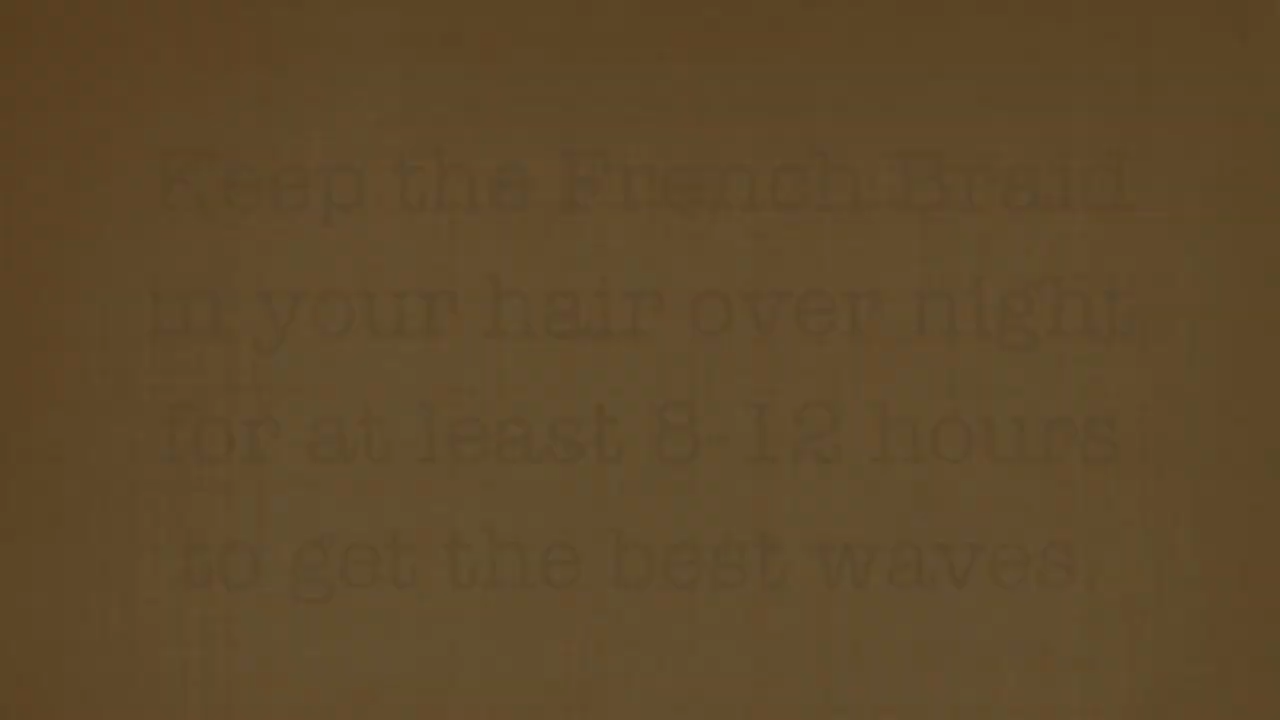 Keep the French Braid
in your hair over night
for at least 8-12 hours
to get the best waves.